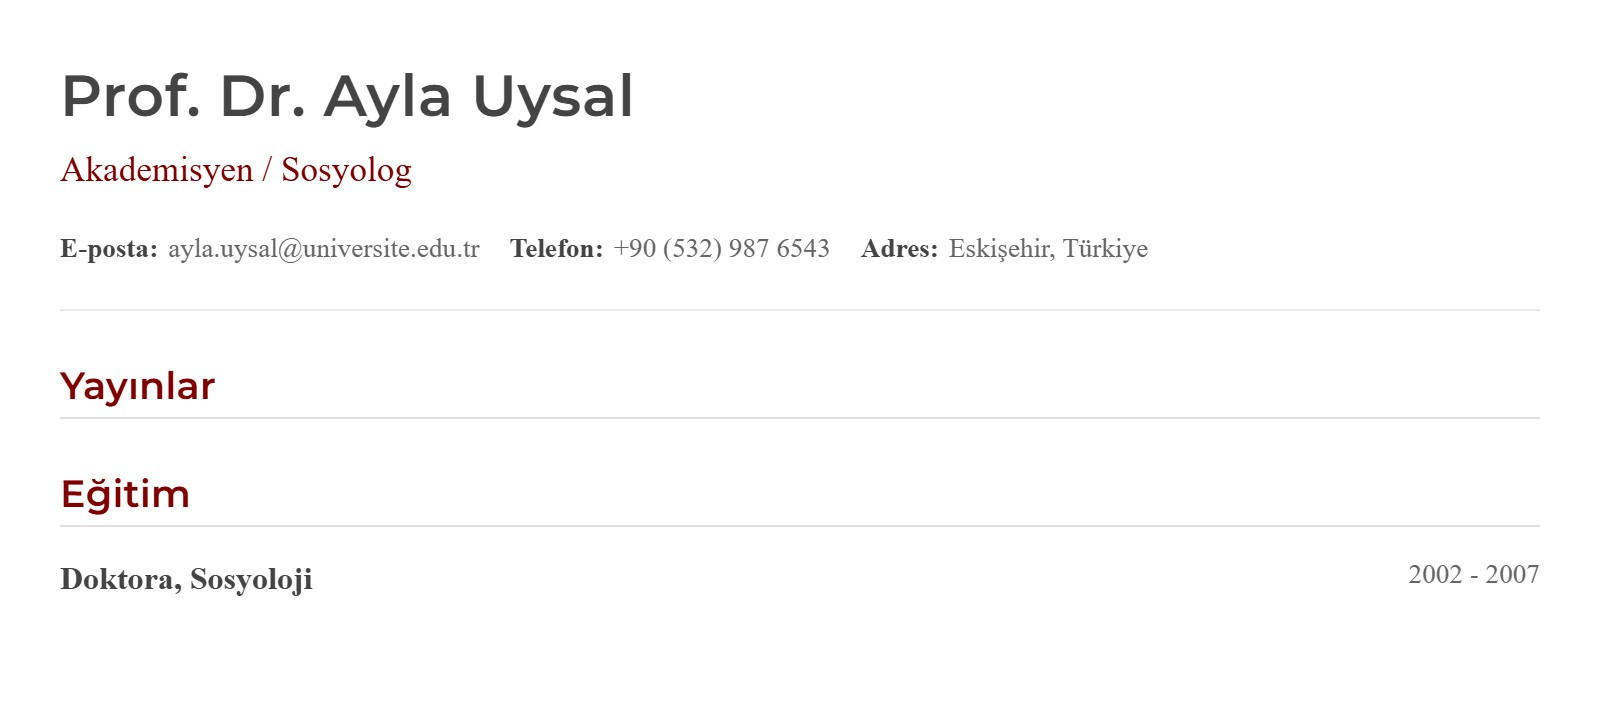 Prof. Dr. Ayla Uysal
Akademisyen / Sosyolog
E-posta: ayla.uysal@universite.edu.tr Telefon: +90 (532) 987 6543 Adres: Eskişehir, Türkiye
Yayınlar
Eğitim
Doktora, Sosyoloji 2002 - 2007